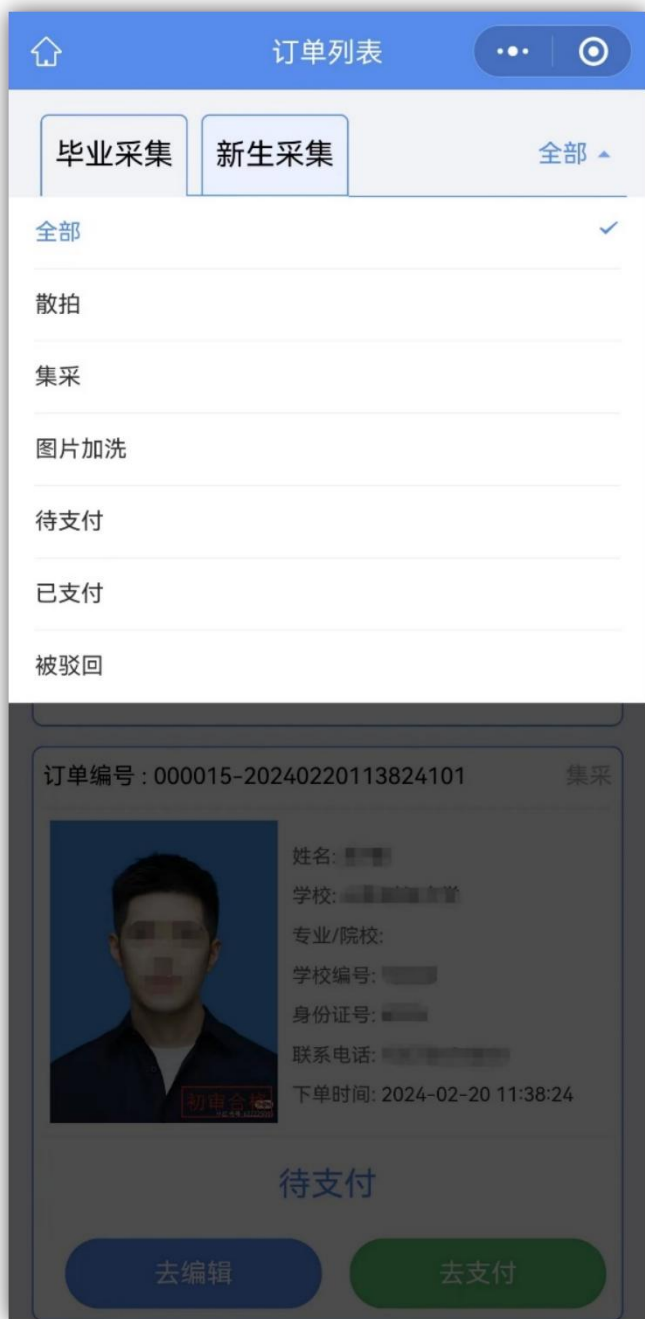 订单列表
毕业采集
新生采集
全部
全部
散拍
集采
图片加洗
待支付
已支付
被驳回
订单编号 : 000015-20240220113824101
集采
姓名:
学校:
专业/院校:
学校编号:
身份证号:
联系电话:
下单时间: 2024-02-20 11:38:24
初审合格
待支付
去编辑
去支付